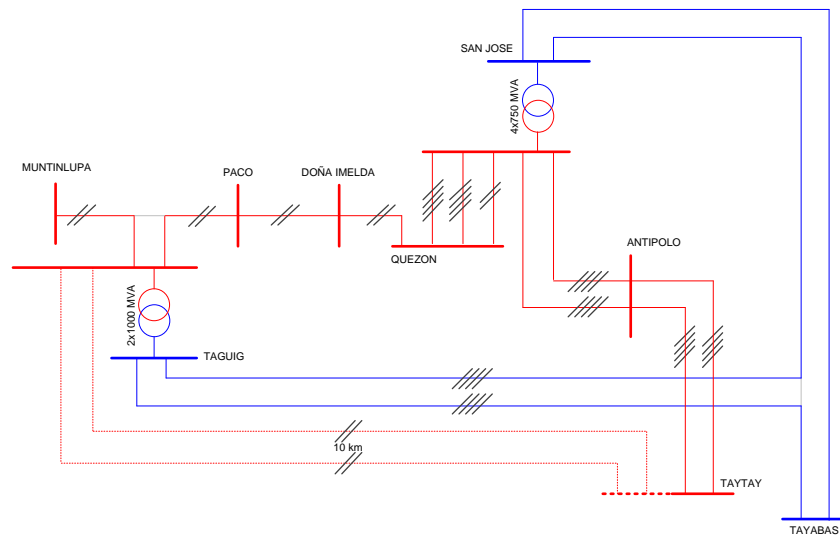 SAN JOSE
4x750 MVA
MUNTINLUPA
PACO
DOÑA IMELDA
QUEZON
ANTIPOLO
2x1000 MVA
TAGUIG
10 km
TAYTAY
TAYABAS